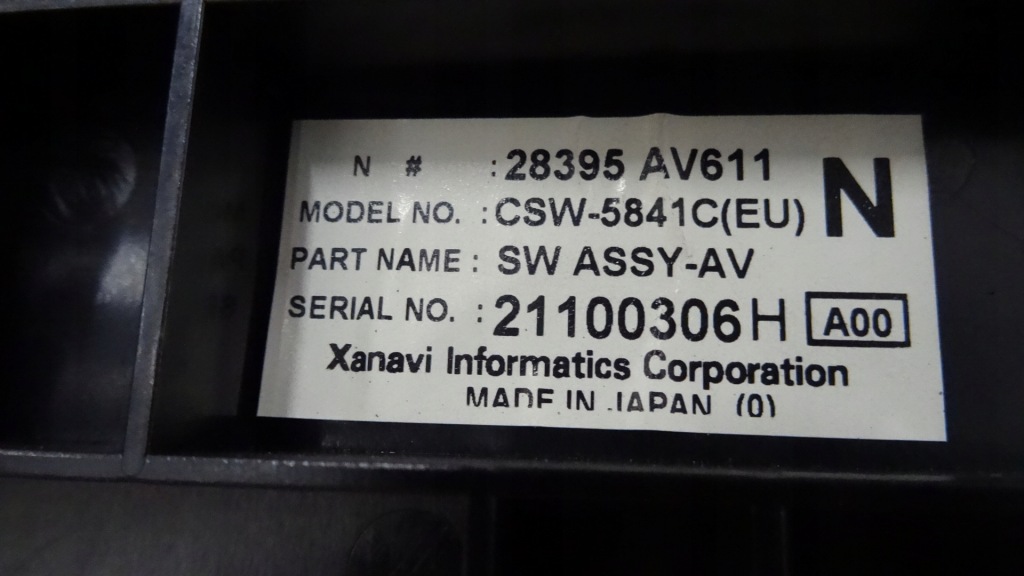 N # : 28395 AV611 N
MODEL NO. : CSW-5841C(EU)
PART NAME : SW ASSY-AV
SERIAL NO. : 21100306H A00
Xanavi Informatics Corporation
MADE IN JAPAN (0)